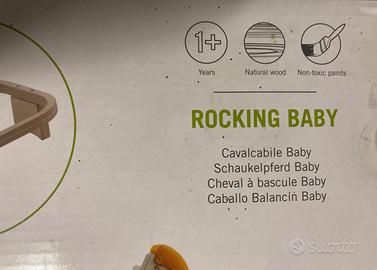 1+
Years
Natural wood
Non-toxic paints
ROCKING BABY
Cavalcabile Baby
Schaukelpferd Baby
Cheval à bascule Baby
Caballo Balancíń Baby
subito